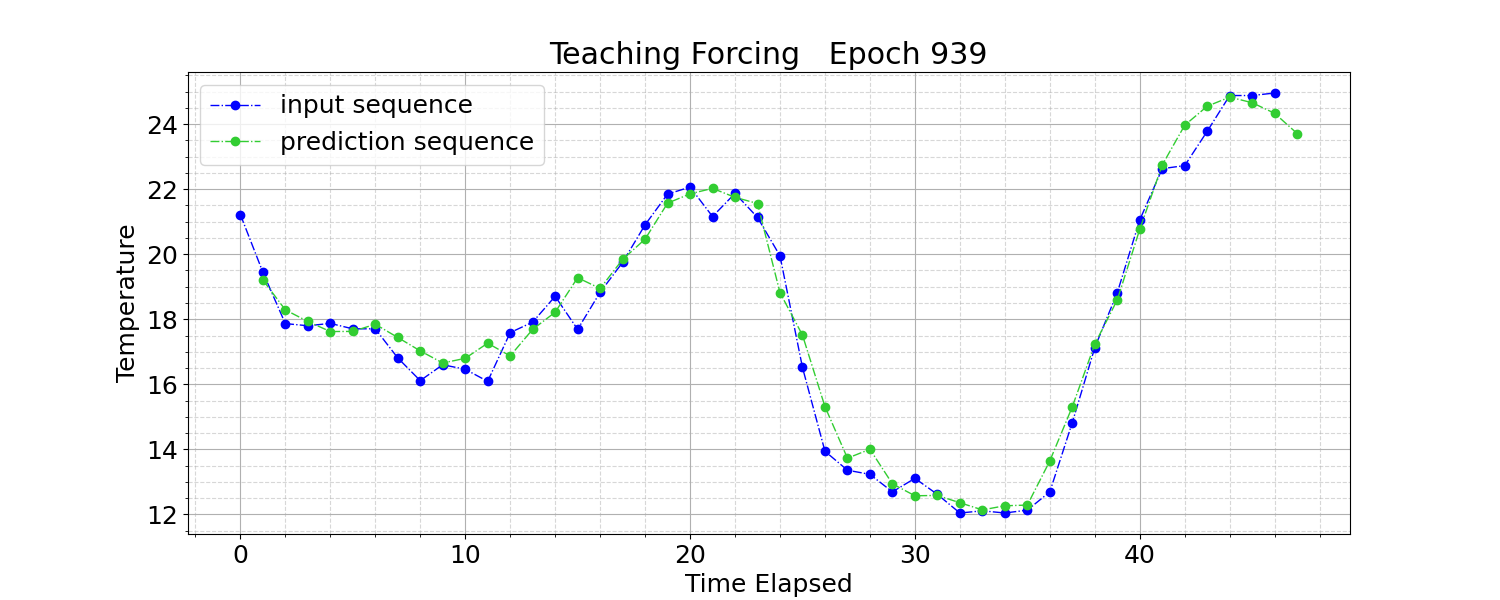 Teaching Forcing   Epoch 939
input sequence
prediction sequence
Temperature
24
22
20
18
16
14
12
0 10 20 30 40
Time Elapsed